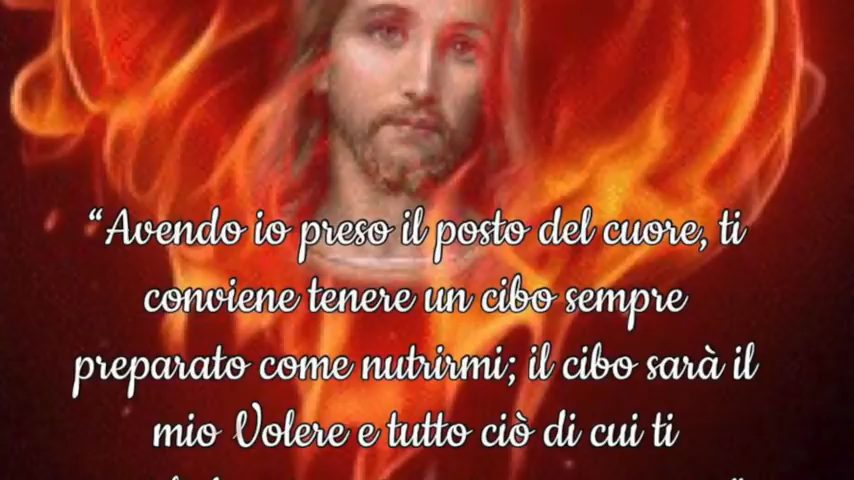 “Avendo io preso il posto del cuore, ti
conviene tenere un cibo sempre
preparato come nutrirmi; il cibo sarà il
mio Volere e tutto ciò di cui ti